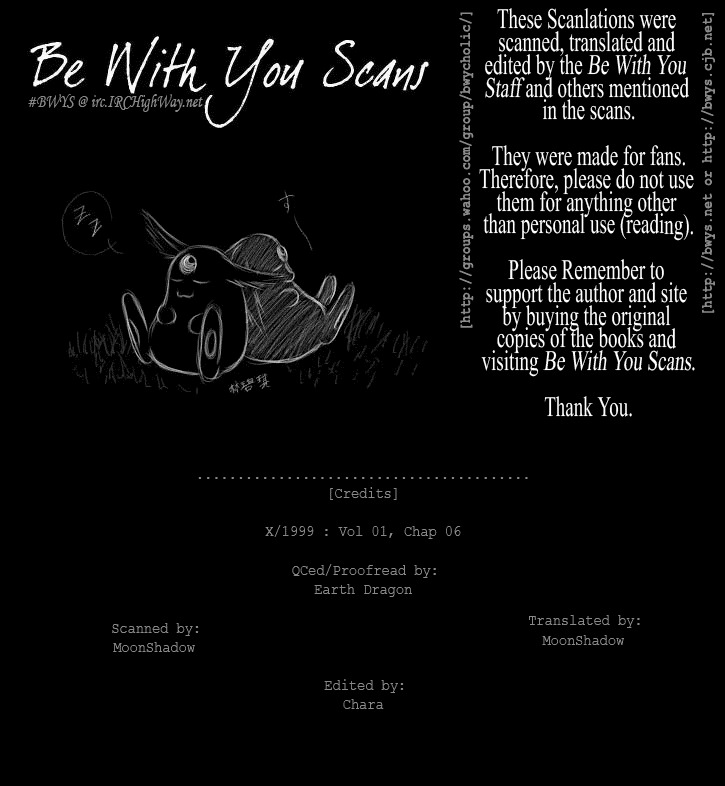 Be With You Scans
#BWYS @ irc.IRCHighWay.net
These Scanlations were
scanned, translated and
edited by the Be With You
Staff and others mentioned
in the scans.
They were made for fans.
Therefore, please do not use
them for anything other
than personal use (reading).
Please Remember to
support the author and site
by buying the original
copies of the books and
visiting Be With You Scans.
Thank You.
[http://groups.yahoo.com/group/bwycholic/]
[http://bwys.net or http://bwys.cjb.net]
ZZ
す
林碧琪
........................................
[Credits]
X/1999 : Vol 01, Chap 06
QCed/Proofread by:
Earth Dragon
Scanned by:
MoonShadow
Translated by:
MoonShadow
Edited by:
Chara